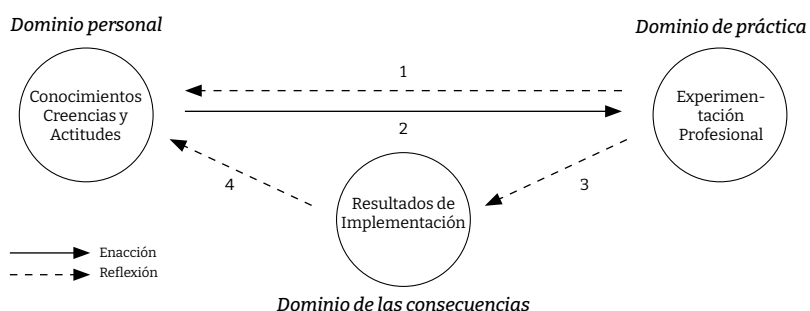 Dominio personal
Dominio de práctica
Conocimientos
Creencias y
Actitudes
1
2
Experimen-
tación
Profesional
4
3
Resultados de
Implementación
Enacción
Reflexión
Dominio de las consecuencias